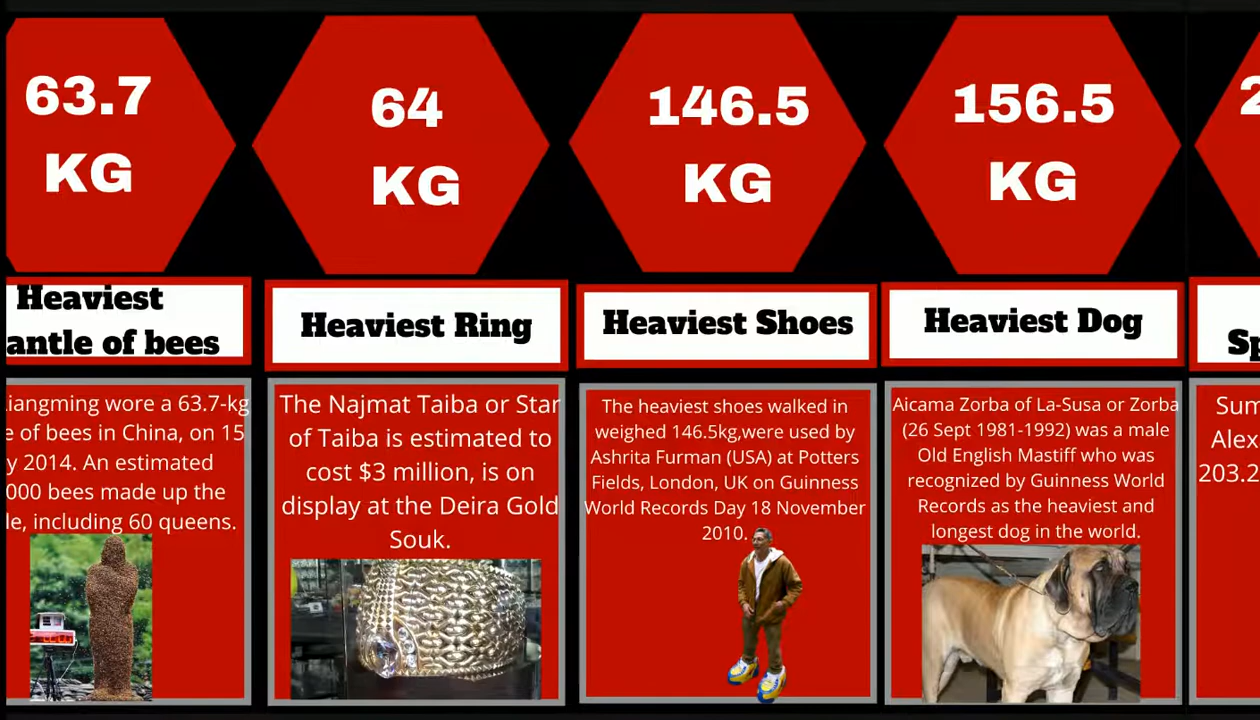 63.7
KG
Heaviest
antle of bees
iangming wore a 63.7-kg
e of bees in China, on 15
y 2014. An estimated
000 bees made up the
le, including 60 queens.
64
KG
Heaviest Ring
The Najmat Taiba or Star
of Taiba is estimated to
cost $3 million, is on
display at the Deira Gold
Souk.
146.5
KG
Heaviest Shoes
The heaviest shoes walked in
weighed 146.5kg,were used by
Ashrita Furman (USA) at Potters
Fields, London, UK on Guinness
World Records Day 18 November
2010.
156.5
KG
Heaviest Dog
Aicama Zorba of La-Susa or Zorba
(26 Sept 1981-1992) was a male
Old English Mastiff who was
recognized by Guinness World
Records as the heaviest and
longest dog in the world.
2
Sp
Sum
Alex
203.2